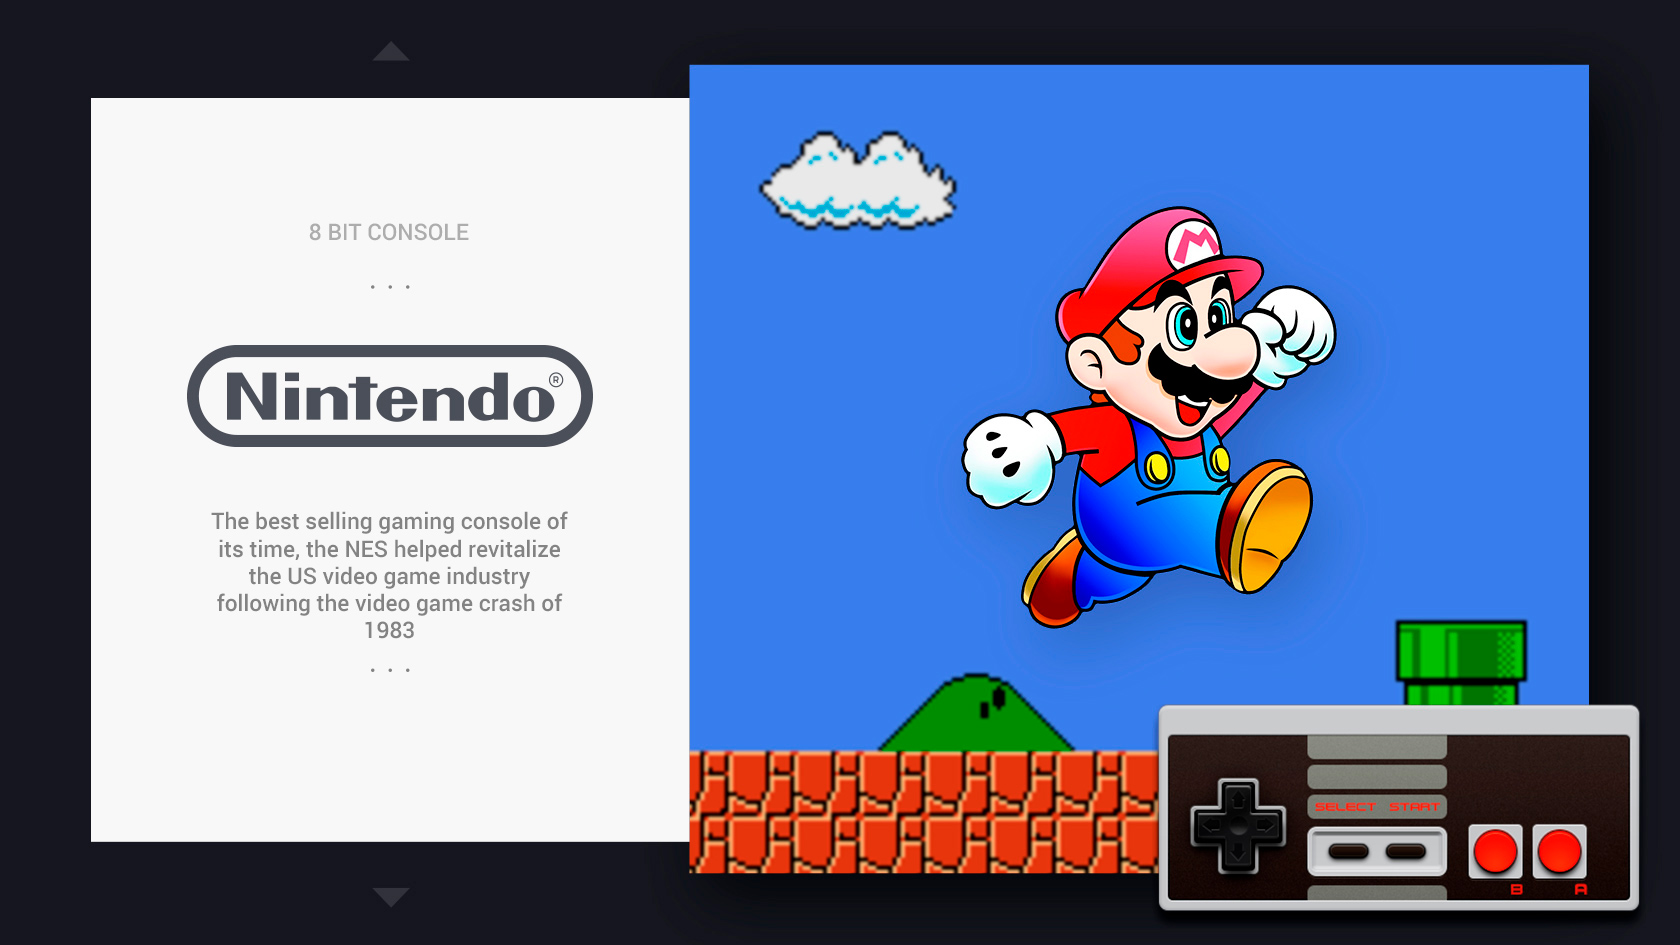 8 BIT CONSOLE
. . .
Nintendo®
The best selling gaming console of
its time, the NES helped revitalize
the US video game industry
following the video game crash of
1983
. . .
M
SELECT START
B A